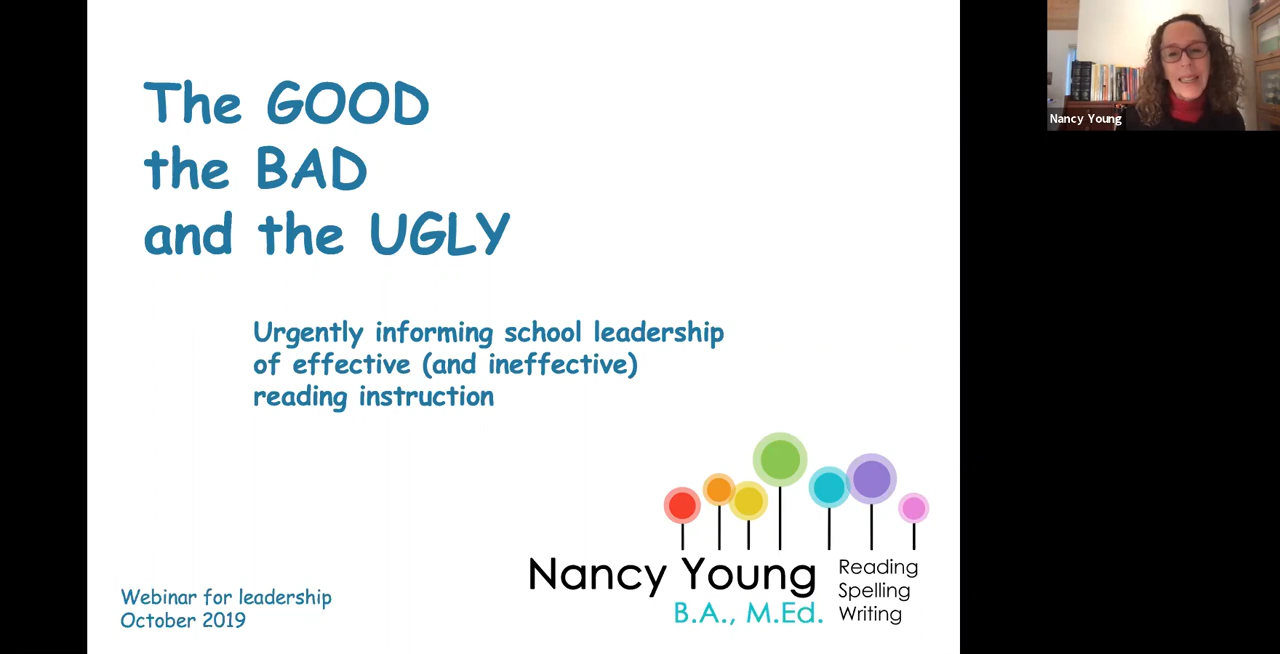 The GOOD
the BAD
and the UGLY
Urgently informing school leadership
of effective (and ineffective)
reading instruction
Nancy Young
B.A., M.Ed.
Reading
Spelling
Writing
Webinar for leadership
October 2019
Nancy Young